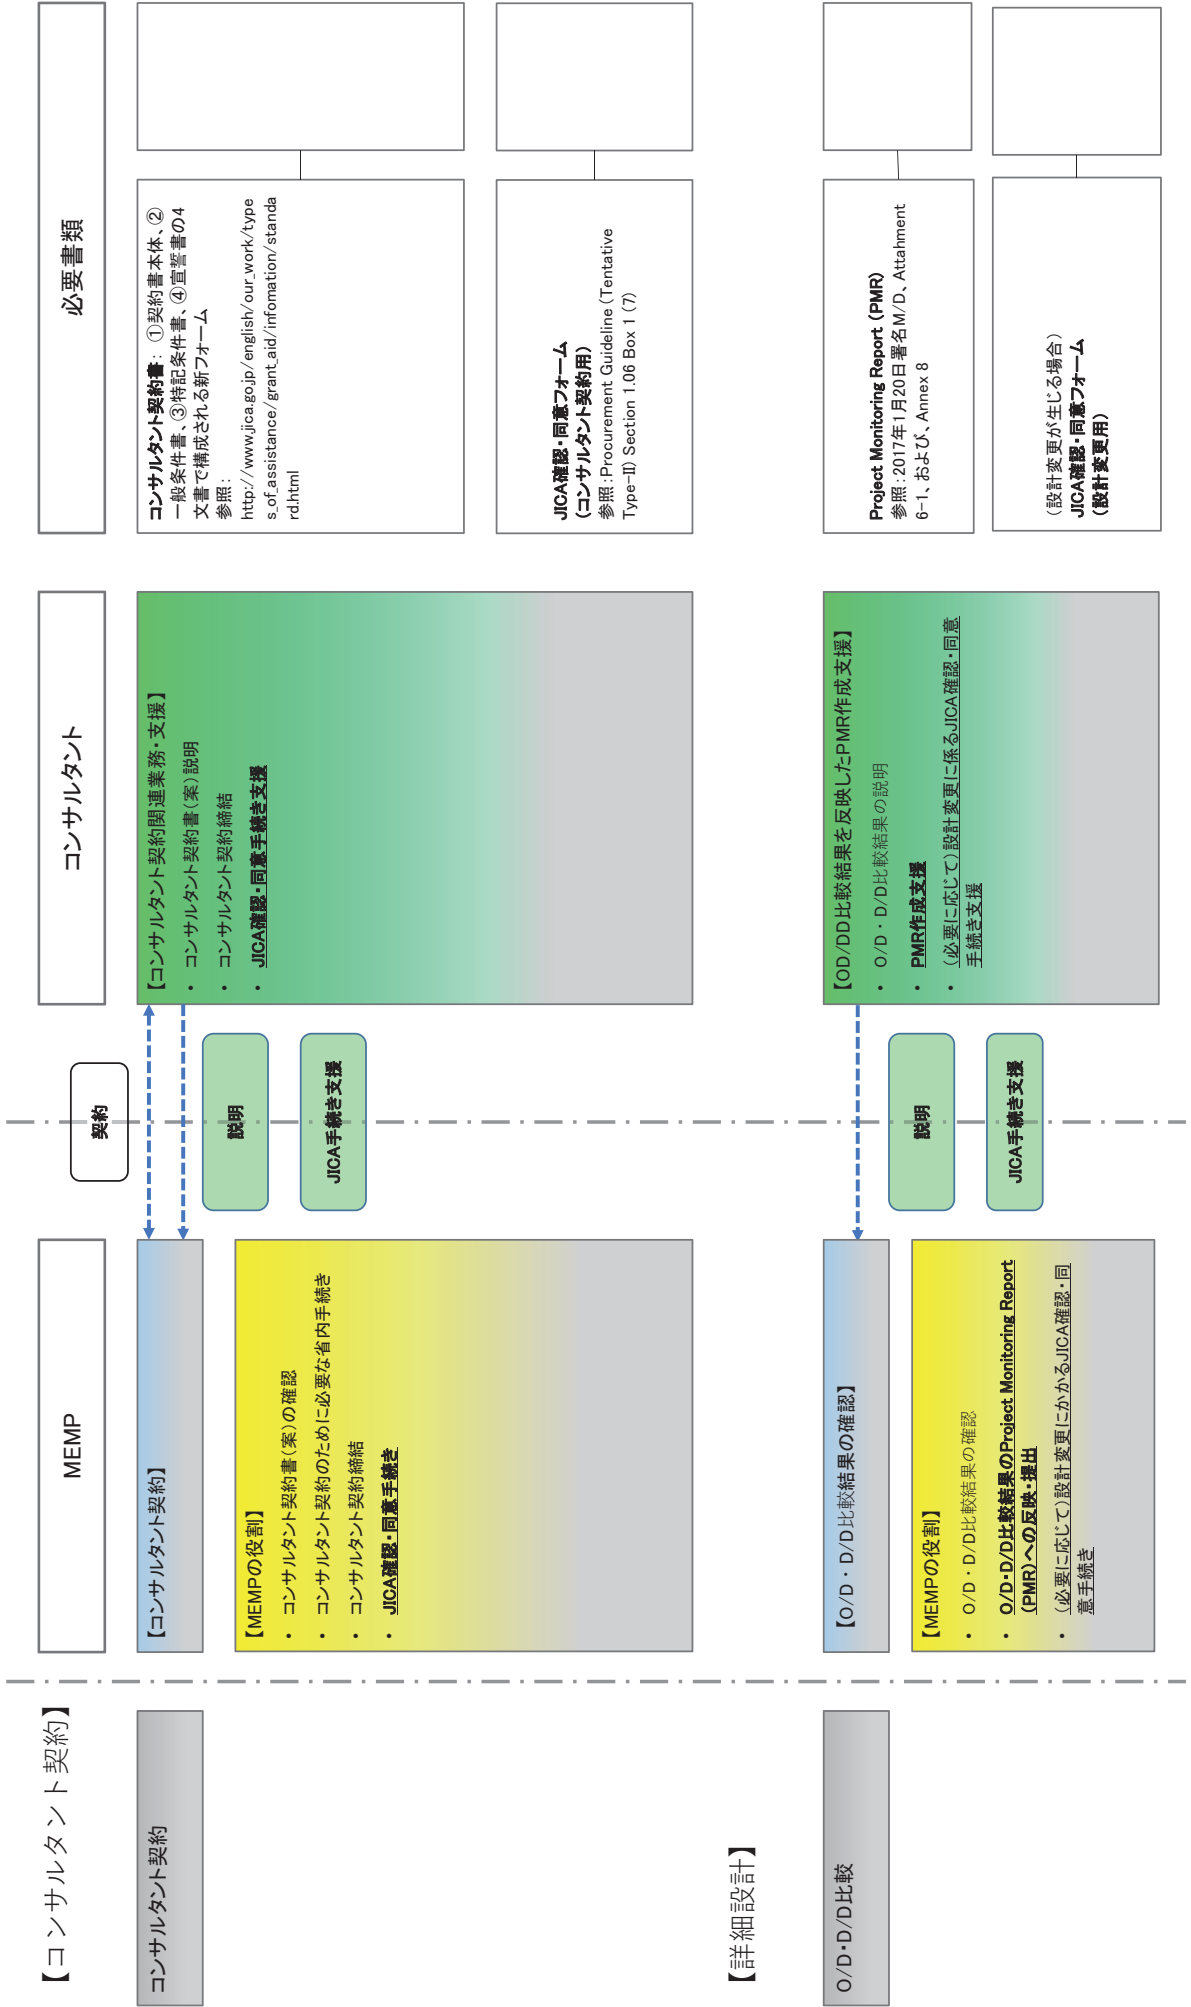 【コンサルタント契約】
MEMP
コンサルタント
必要書類
契約
コンサルタント契約
【コンサルタント契約】
【MEMPの役割】
・ コンサルタント契約書（案）の確認
・ コンサルタント契約のために必要な省内手続き
・ コンサルタント契約締結
・ JICA確認・同意手続き
説明
JICA手続き支援
【コンサルタント契約関連業務・支援】
・ コンサルタント契約書（案）説明
・ コンサルタント契約締結
・ JICA確認・同意手続き支援
コンサルタント契約書： ①契約書本体、②
一般条件書、③特記条件書、④宣誓書の4
文書で構成される新フォーム
参照：
http://www.jica.go.jp/english/our_work/type
s_of_assistance/grant_aid/infomation/standa
rd.html
JICA確認・同意フォーム
（コンサルタント契約用）
参照：Procurement Guideline (Tentative
Type-II) Section 1.06 Box 1 (7)
【詳細設計】
O/D・D/D比較
【O/D・D/D比較結果の確認】
【MEMPの役割】
・ O/D・D/D比較結果の確認
・ O/D・D/D比較結果のProject Monitoring Report
（PMR）への反映・提出
・ （必要に応じて）設計変更にかかるJICA確認・同
意手続き
説明
JICA手続き支援
【OD/DD比較結果を反映したPMR作成支援】
・ O/D・D/D比較結果の説明
・ PMR作成支援
・ （必要に応じて）設計変更に係るJICA確認・同意
手続き支援
Project Monitoring Report （PMR）
参照：2017年1月20日署名M/D、Attahment
6-1、および、Annex 8
（設計変更が生じる場合）
JICA確認・同意フォーム
（設計変更用）